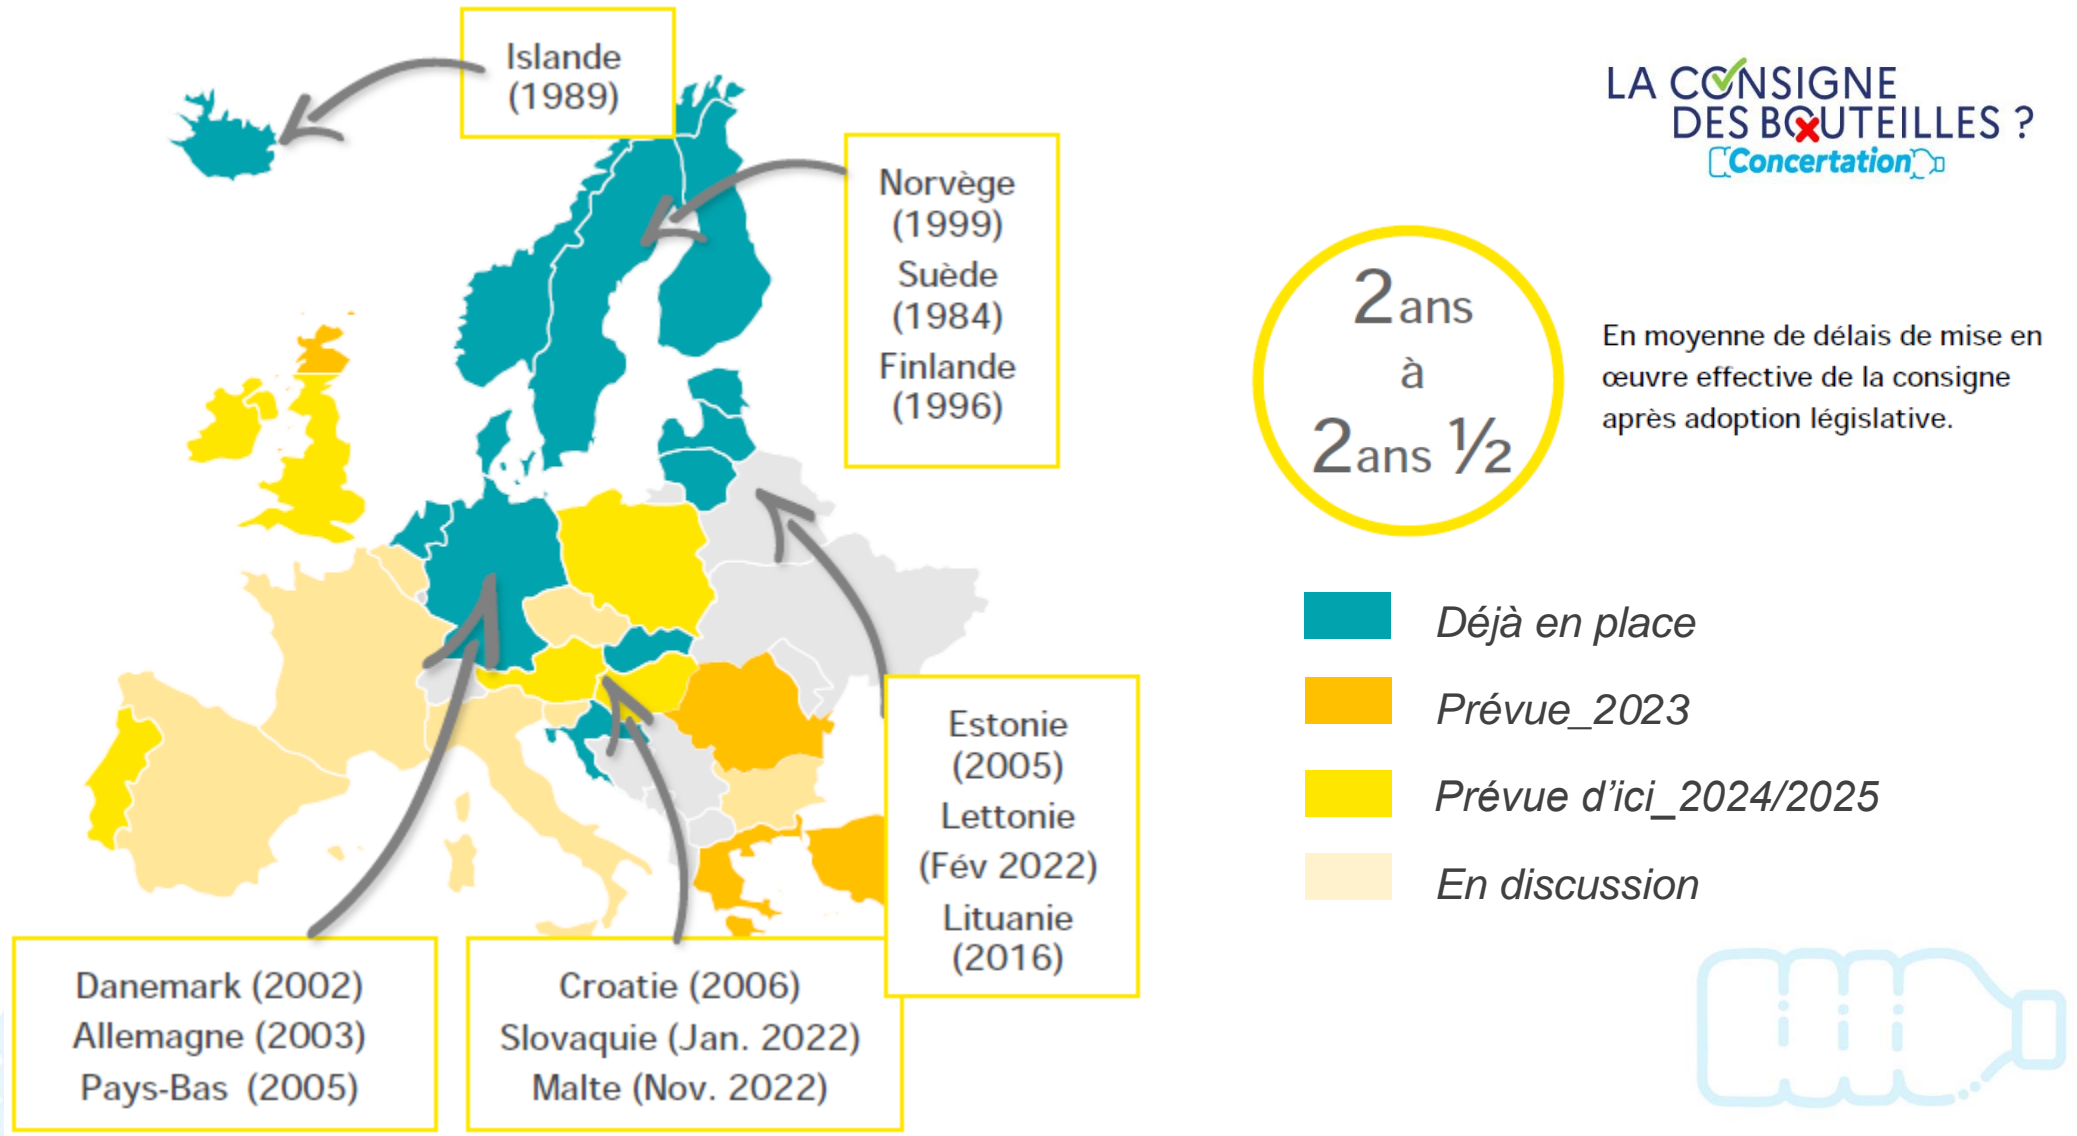 Islande
(1989)
LA CONSIGNE
DES BOUTEILLES ?
Concertation
Norvège
(1999)
Suède
(1984)
Finlande
(1996)
2ans
à
2ans ½
En moyenne de délais de mise en
œuvre effective de la consigne
après adoption législative.
Déjà en place
Prévue_2023
Prévue d’ici_2024/2025
En discussion
Estonie
(2005)
Lettonie
(Fév 2022)
Lituanie
(2016)
Danemark (2002)
Allemagne (2003)
Pays-Bas (2005)
Croatie (2006)
Slovaquie (Jan. 2022)
Malte (Nov. 2022)